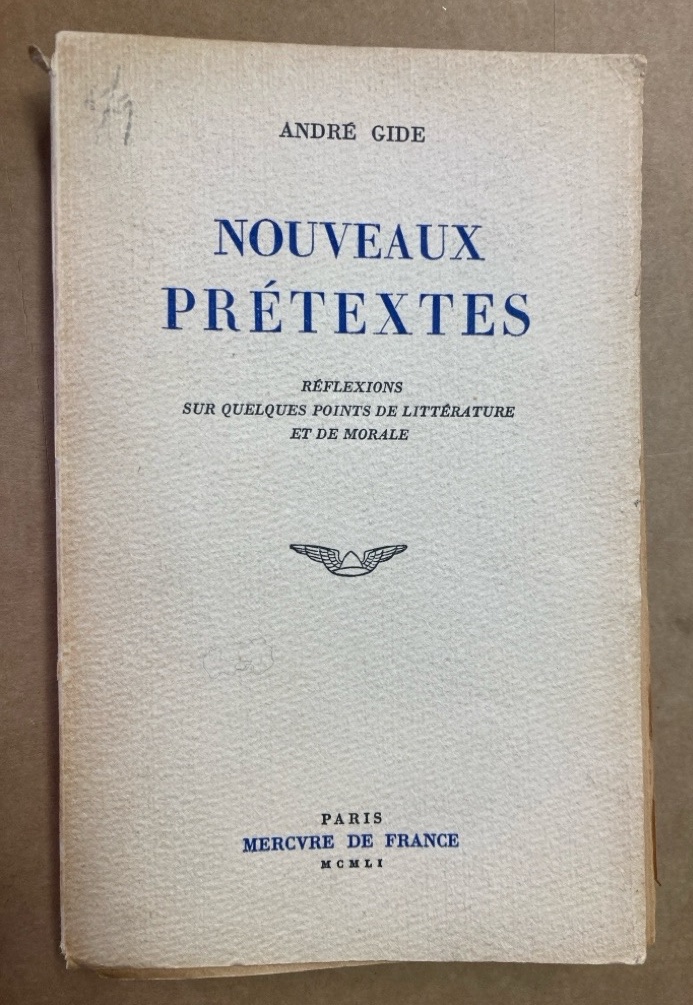 ANDRÉ GIDE
NOUVEAUX
PRÉTEXTES
RÉFLEXIONS
SUR QUELQUES POINTS DE LITTÉRATURE
ET DE MORALE
PARIS
MERCVRE DE FRANCE
MCMLI